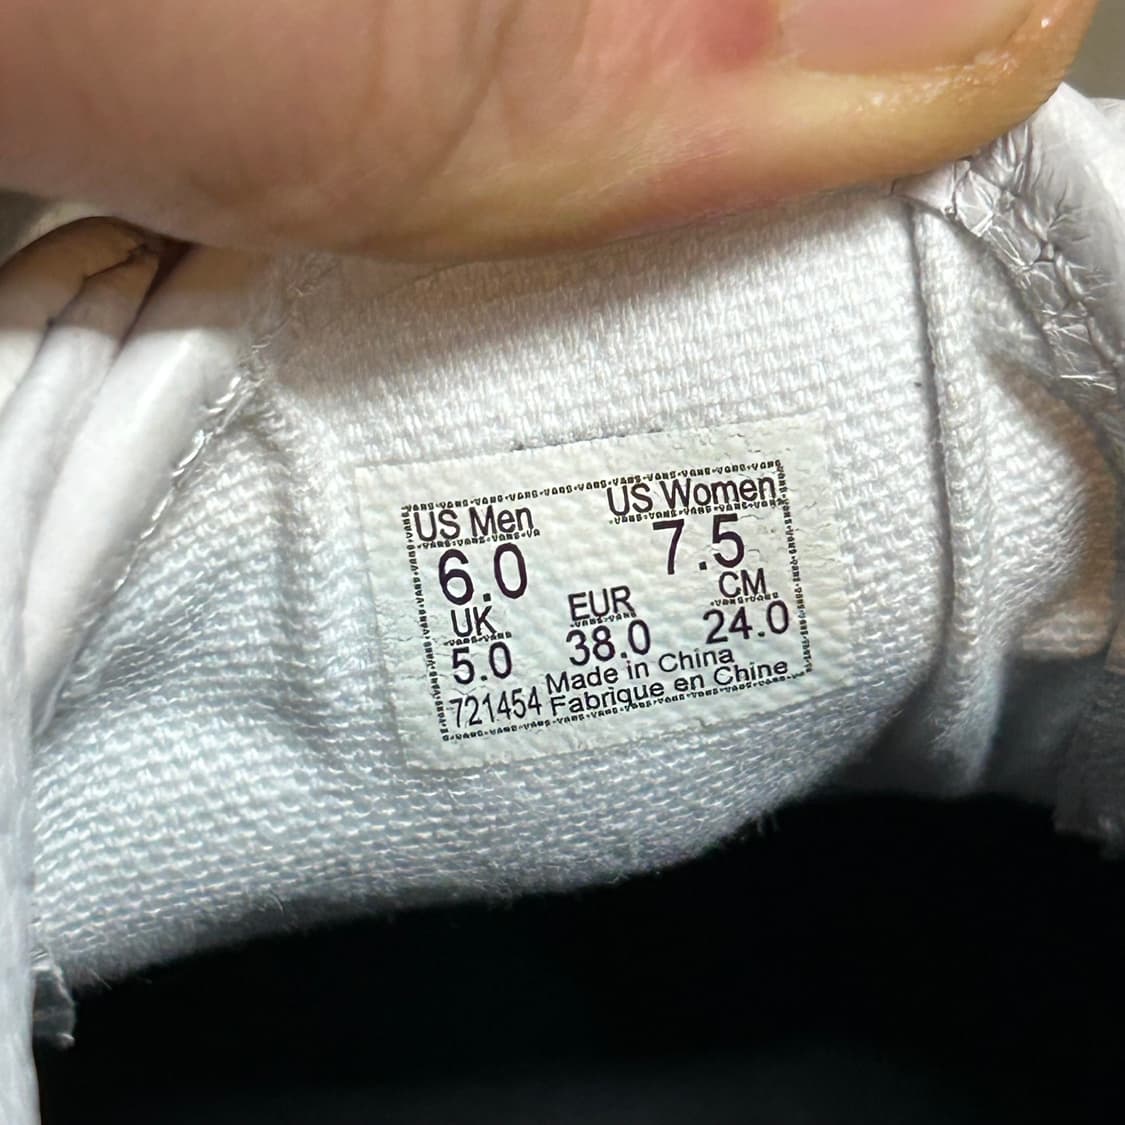 US Men US Women
6.0 7.5
UK EUR CM
5.0 38.0 24.0
721454 Made in China
Fabrique en Chine